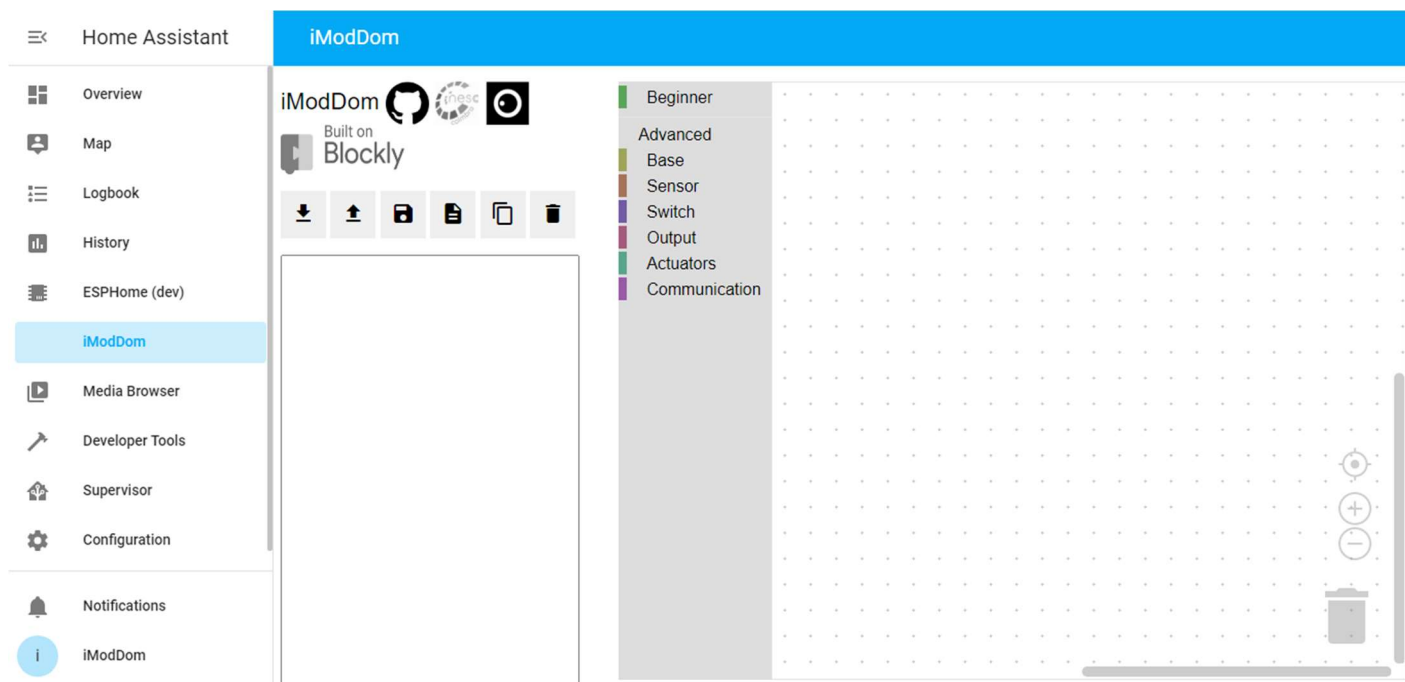 Home Assistant
iModDom
Overview
Map
Logbook
History
ESPHome (dev)
iModDom
Media Browser
Developer Tools
Supervisor
Configuration
Notifications
i
iModDom
iModDom
inesc
Built on
Blockly
Beginner
Advanced
Base
Sensor
Switch
Output
Actuators
Communication